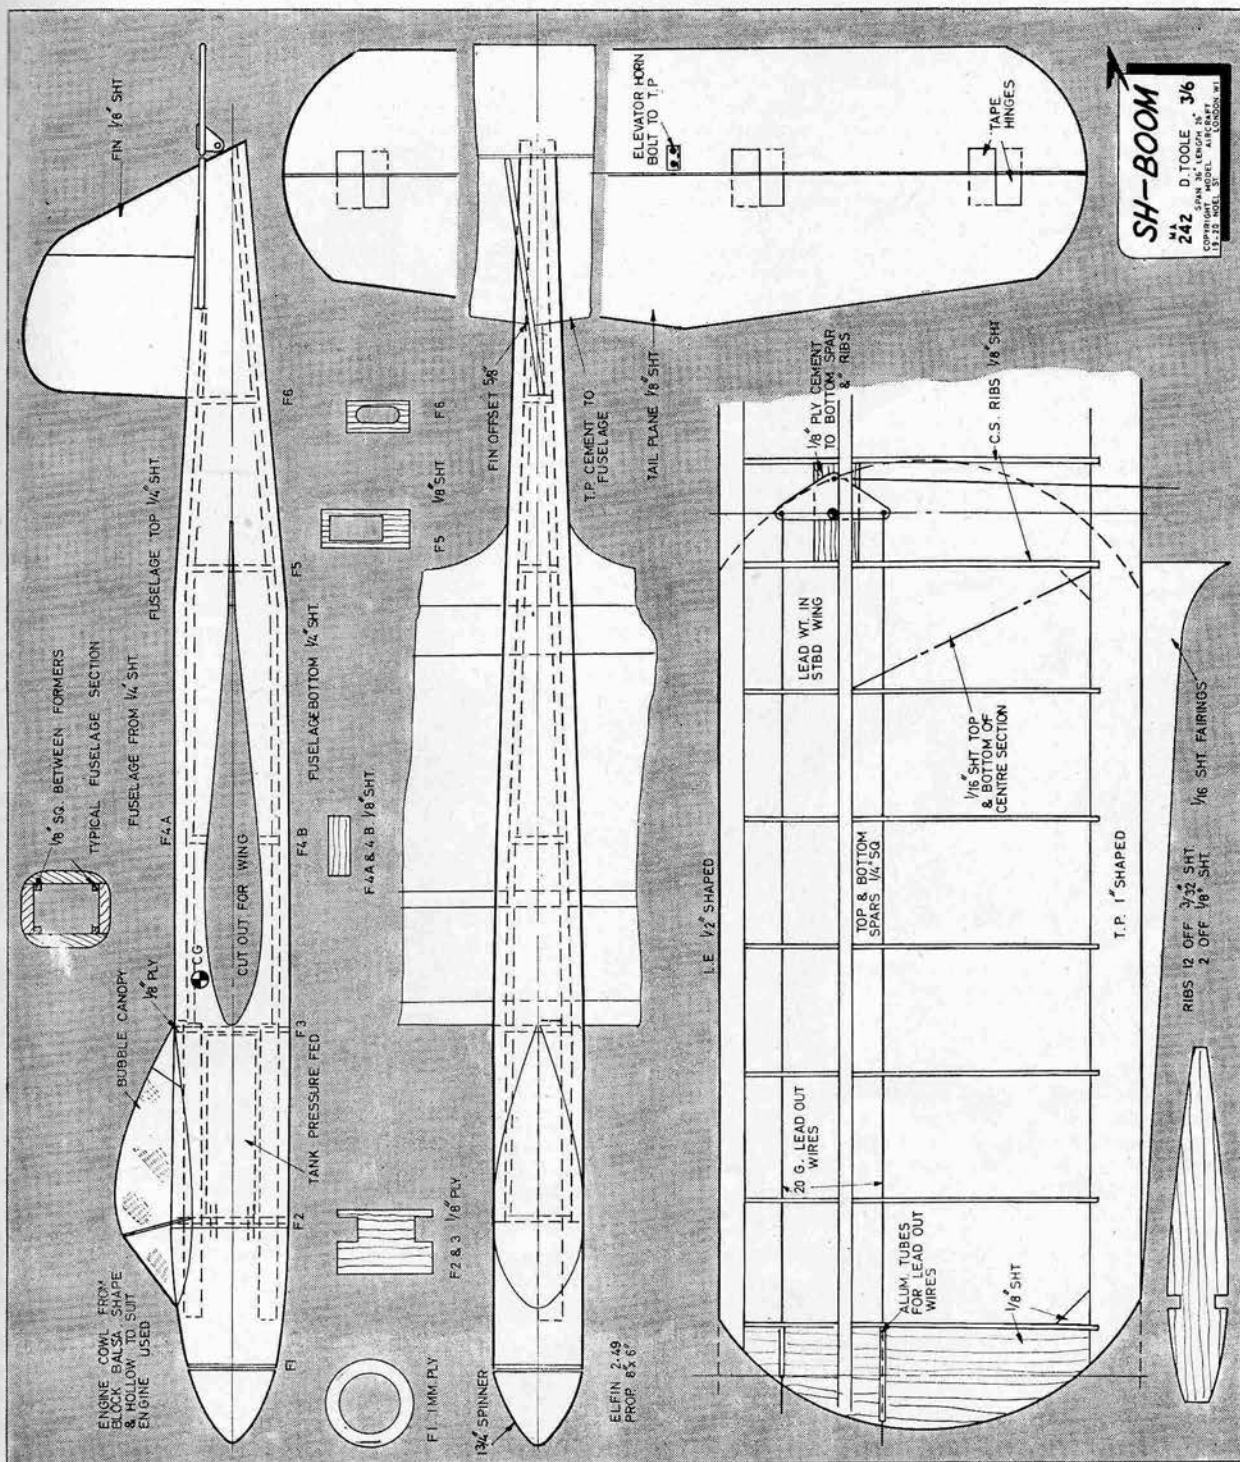 FIN 1/8" SHT
1/8" SQ. BETWEEN FORMERS
TYPICAL FUSELAGE SECTION
FUSELAGE FROM 1/4" SHT.
FUSELAGE TOP 1/4" SHT.
BUBBLE CANOPY
1/8" PLY
F4A
C G
CUT OUT FOR WING
ENGINE COWL FROM
BLOCK BALSA SHAPE
& HOLLOW TO SUIT
ENGINE USED
F1
F2
F3
F4B
F5
F6
TANK PRESSURE FED
FUSELAGE BOTTOM 1/4" SHT.
F1. 1MM PLY
F2 & 3 1/8" PLY.
F4A & 4B 1/8" SHT.
F5 1/8" SHT
F6
1 3/4" SPINNER
FIN OFFSET 5/8"
T.P. CEMENT TO
FUSELAGE
TAIL PLANE 1/8" SHT.
ELEVATOR HORN
BOLT TO T.P
TAPE
HINGES
ELFIN 2.49
PROP. 8"x 6"
L.E 1/2" SHAPED
20 G. LEAD OUT
WIRES
ALUM. TUBES
FOR LEAD OUT
WIRES
1/8" SHT
TOP & BOTTOM
SPARS 1/4" SQ.
1/16" SHT TOP
& BOTTOM OF
CENTRE SECTION
LEAD WT. IN
STBD WING
1/8" PLY CEMENT
TO BOTTOM SPAR
& RIBS
C.S. RIBS 1/8" SHT
T.P. 1" SHAPED
RIBS 12 OFF 3/32" SHT.
2 OFF 1/8" SHT
1/16" SHT. FAIRINGS
SH-BOOM
MA
242 D. TOOLE 3/6
SPAN 36" LENGTH 26"
COPYRIGHT MODEL AIRCRAFT
19-20 NOEL ST LONDON W1